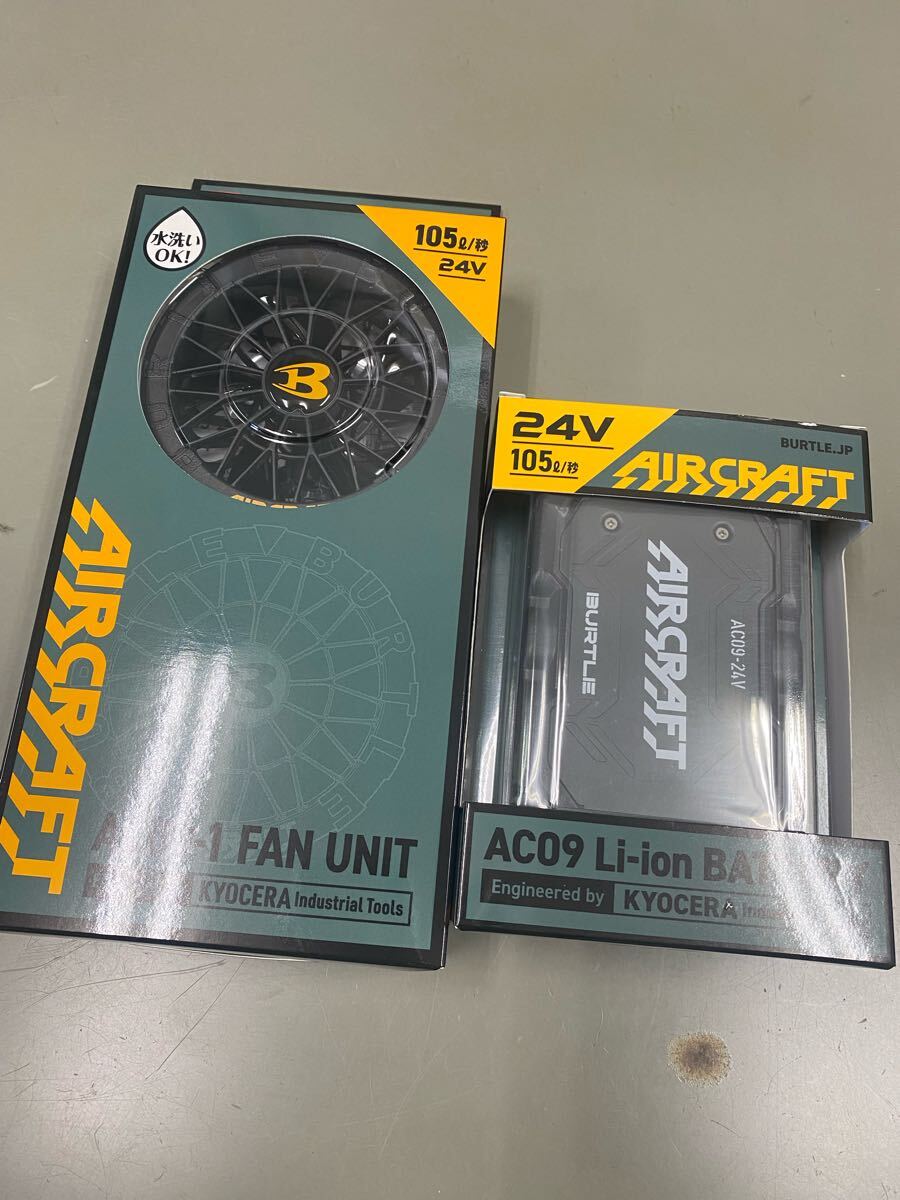 水洗い
OK!
105ℓ/秒
24V
B
AIRCRAFT
BURTLE
FAN UNIT
KYOCERA Industrial Tools
24V
105ℓ/秒
BURTLE.JP
AIRCRAFT
AIRCRAFT
BURTLE
AC09-24V
AC09 Li-ion
Engineered by KYOCERA